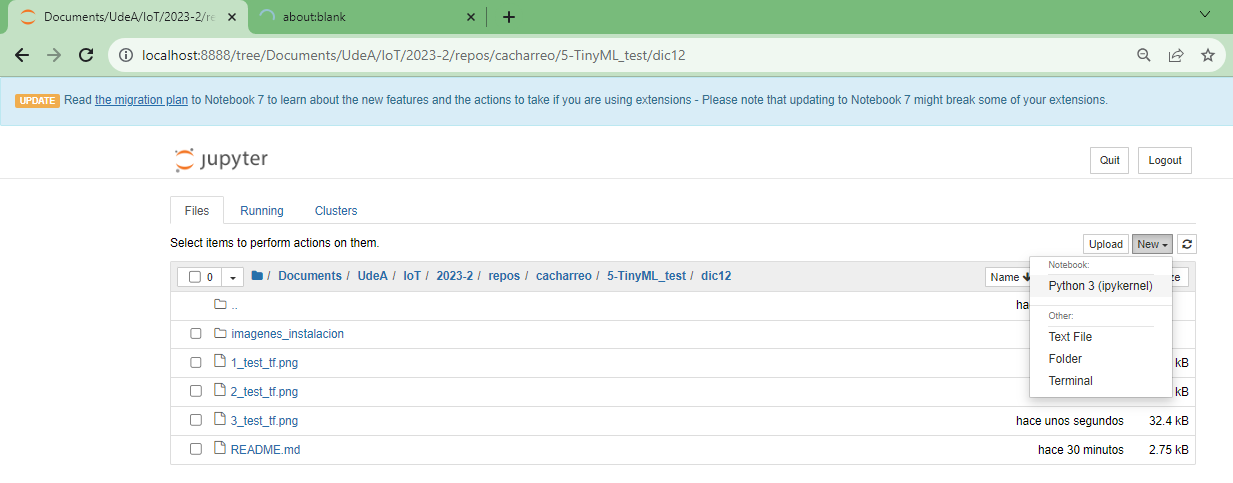 Documents/UdeA/IoT/2023-2/re
about:blank
localhost:8888/tree/Documents/UdeA/IoT/2023-2/repos/cacharreo/5-TinyML_test/dic12
UPDATE Read the migration plan to Notebook 7 to learn about the new features and the actions to take if you are using extensions - Please note that updating to Notebook 7 might break some of your extensions.
jupyter
Quit Logout
Files Running Clusters
Select items to perform actions on them.
Upload New
0 / Documents / UdeA / IoT / 2023-2 / repos / cacharreo / 5-TinyML_test / dic12
Name
Notebook:
Python 3 (ipykernel)
Other:
Text File
Folder
Terminal
..
imagenes_instalacion
1_test_tf.png kB
2_test_tf.png kB
3_test_tf.png hace unos segundos 32.4 kB
README.md hace 30 minutos 2.75 kB